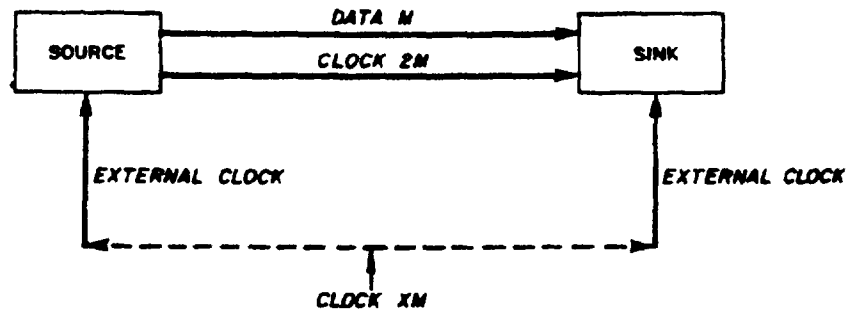 DATA M
SOURCE
SINK
CLOCK 2M
EXTERNAL CLOCK
EXTERNAL CLOCK
CLOCK XM